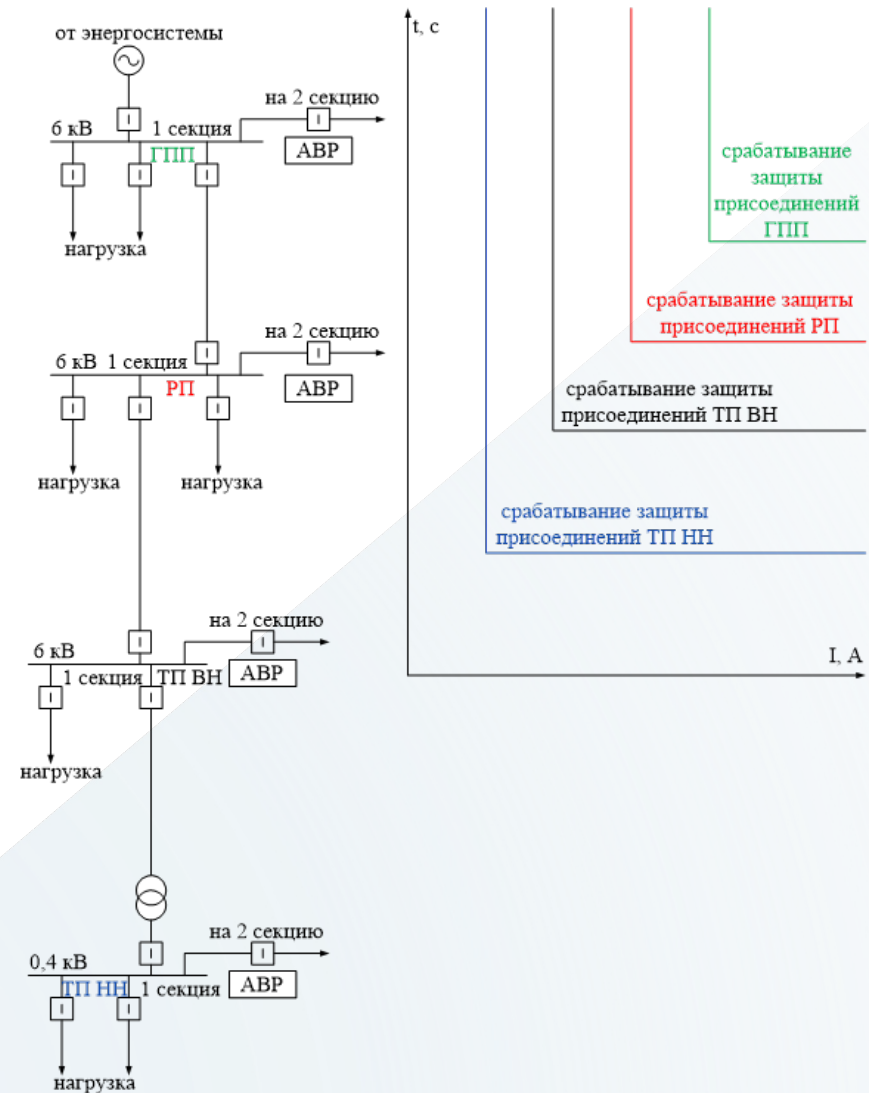 от энергосистемы
6 кВ
1 секция
на 2 секцию
ГПП
АВР
нагрузка
6 кВ
1 секция
на 2 секцию
РП
АВР
нагрузка
нагрузка
6 кВ
на 2 секцию
1 секция
ТП ВН
АВР
нагрузка
0,4 кВ
на 2 секцию
ТП НН
1 секция
АВР
нагрузка
t, с
срабатывание
защиты
присоединений
ГПП
срабатывание защиты
присоединений РП
срабатывание защиты
присоединений ТП ВН
срабатывание защиты
присоединений ТП НН
I, А